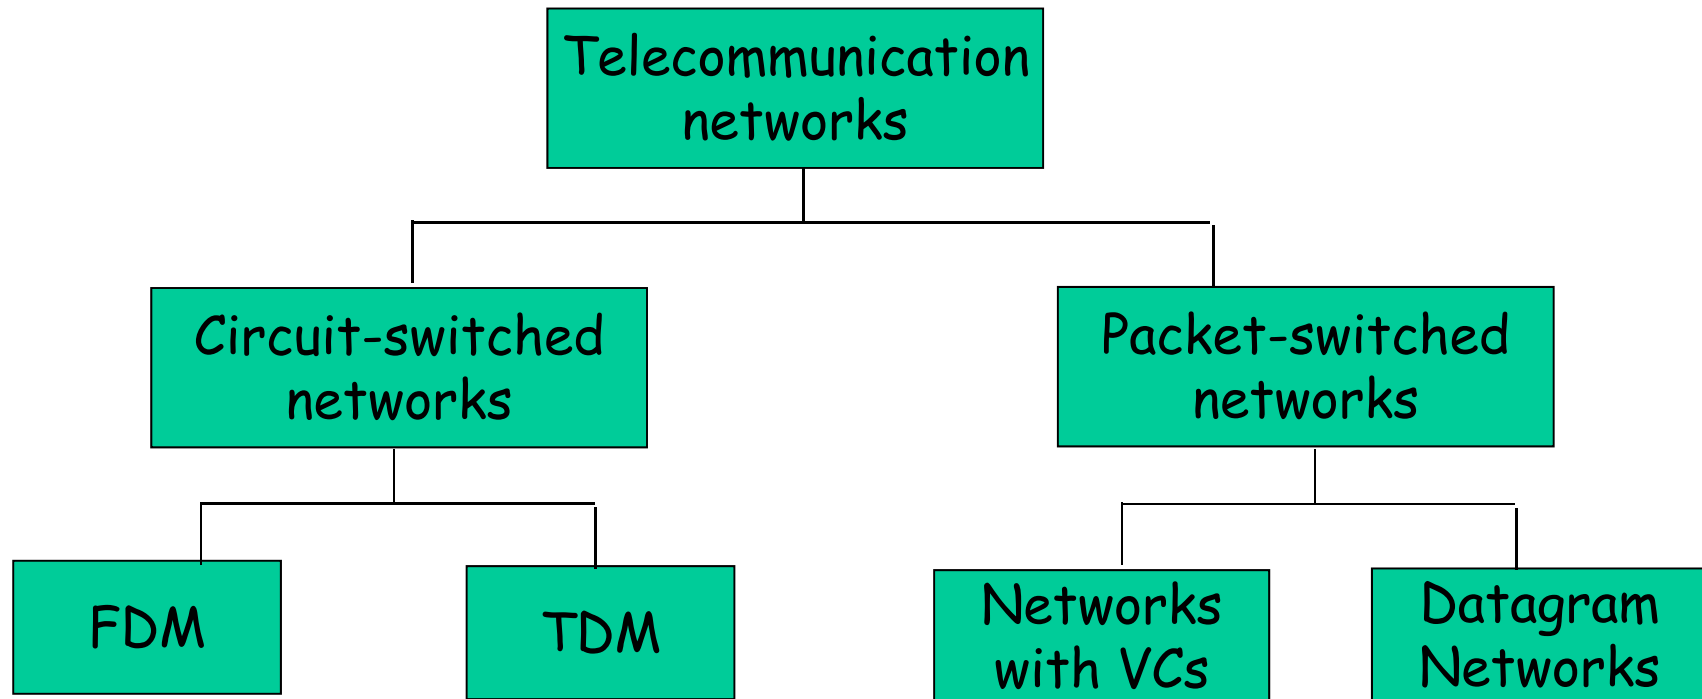 Telecommunication
networks
Circuit-switched
networks
Packet-switched
networks
FDM
TDM
Networks
with VCs
Datagram
Networks